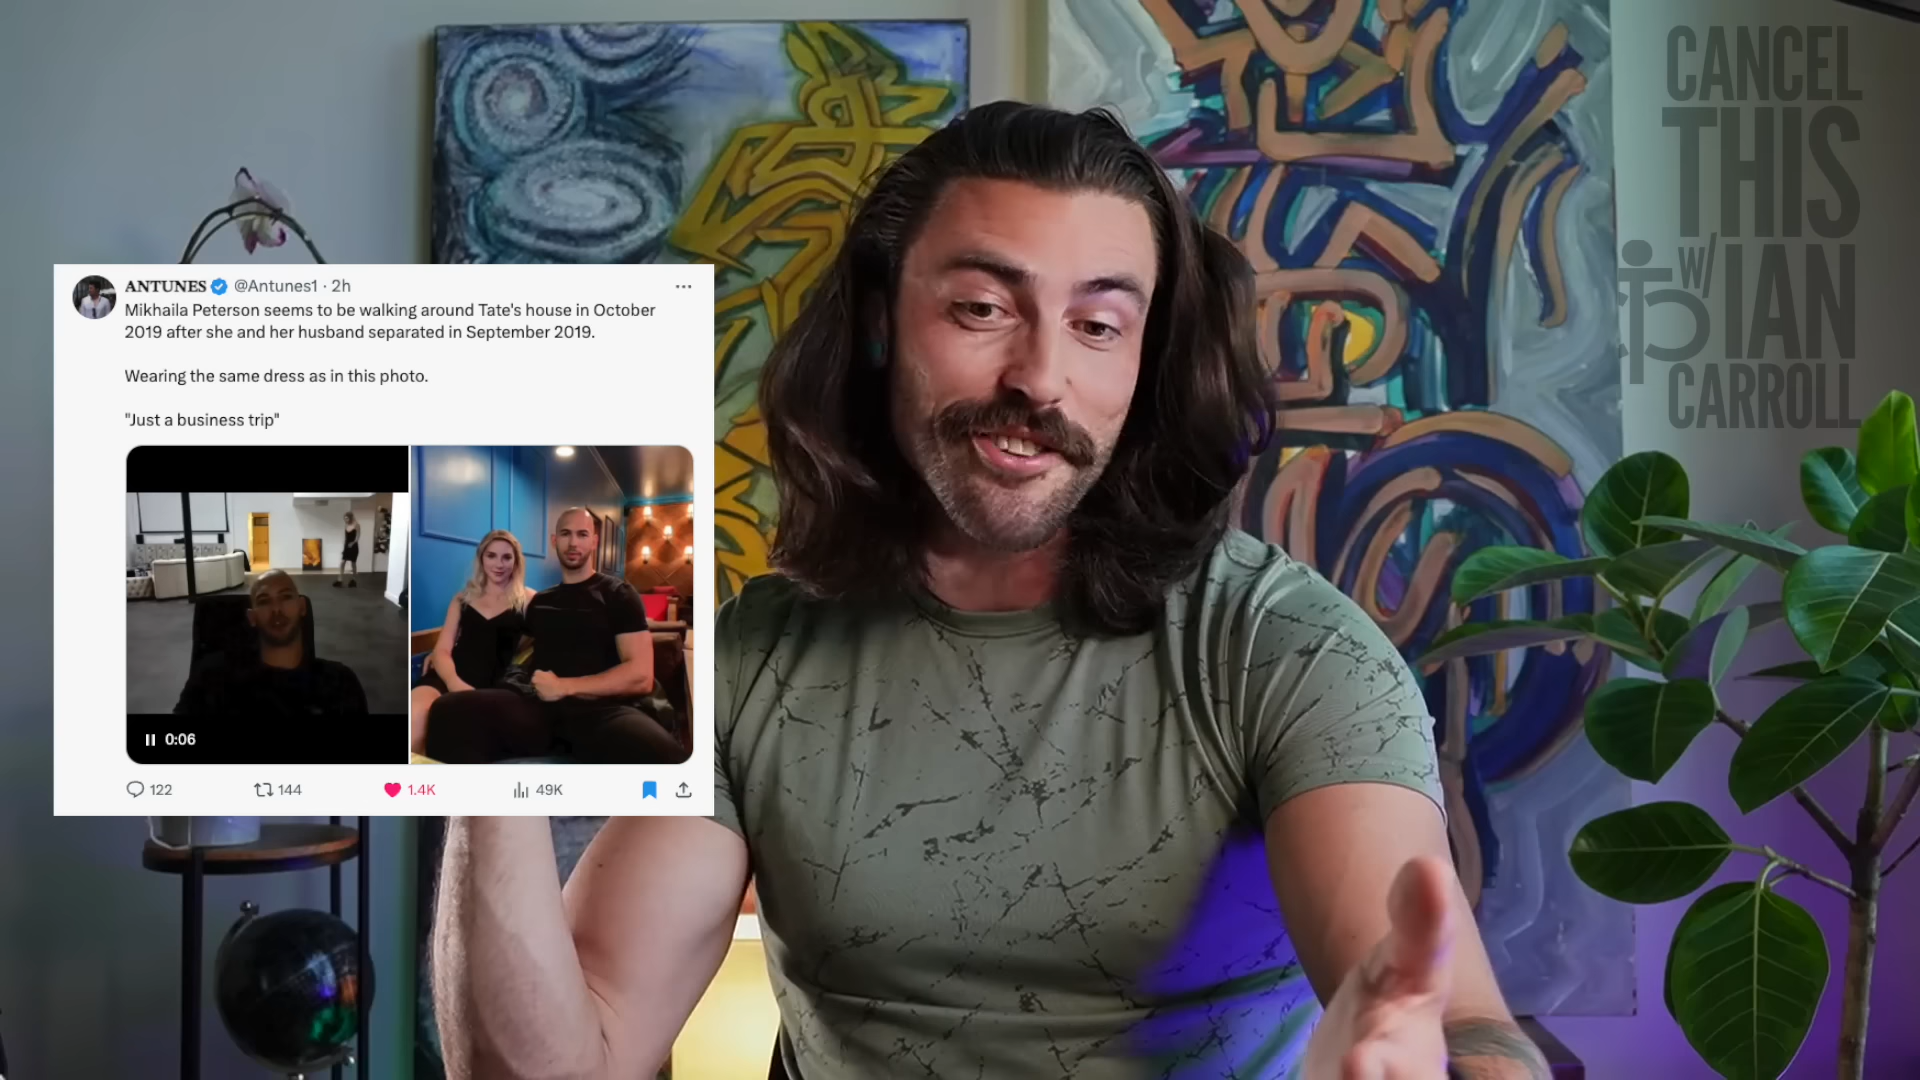 ANTUNES @Antunes1 · 2h
Mikhaila Peterson seems to be walking around Tate's house in October
2019 after she and her husband separated in September 2019.
Wearing the same dress as in this photo.
"Just a business trip"
0:06
122 144 1.4K 49K
CANCEL
THIS
W/ IAN
CARROLL